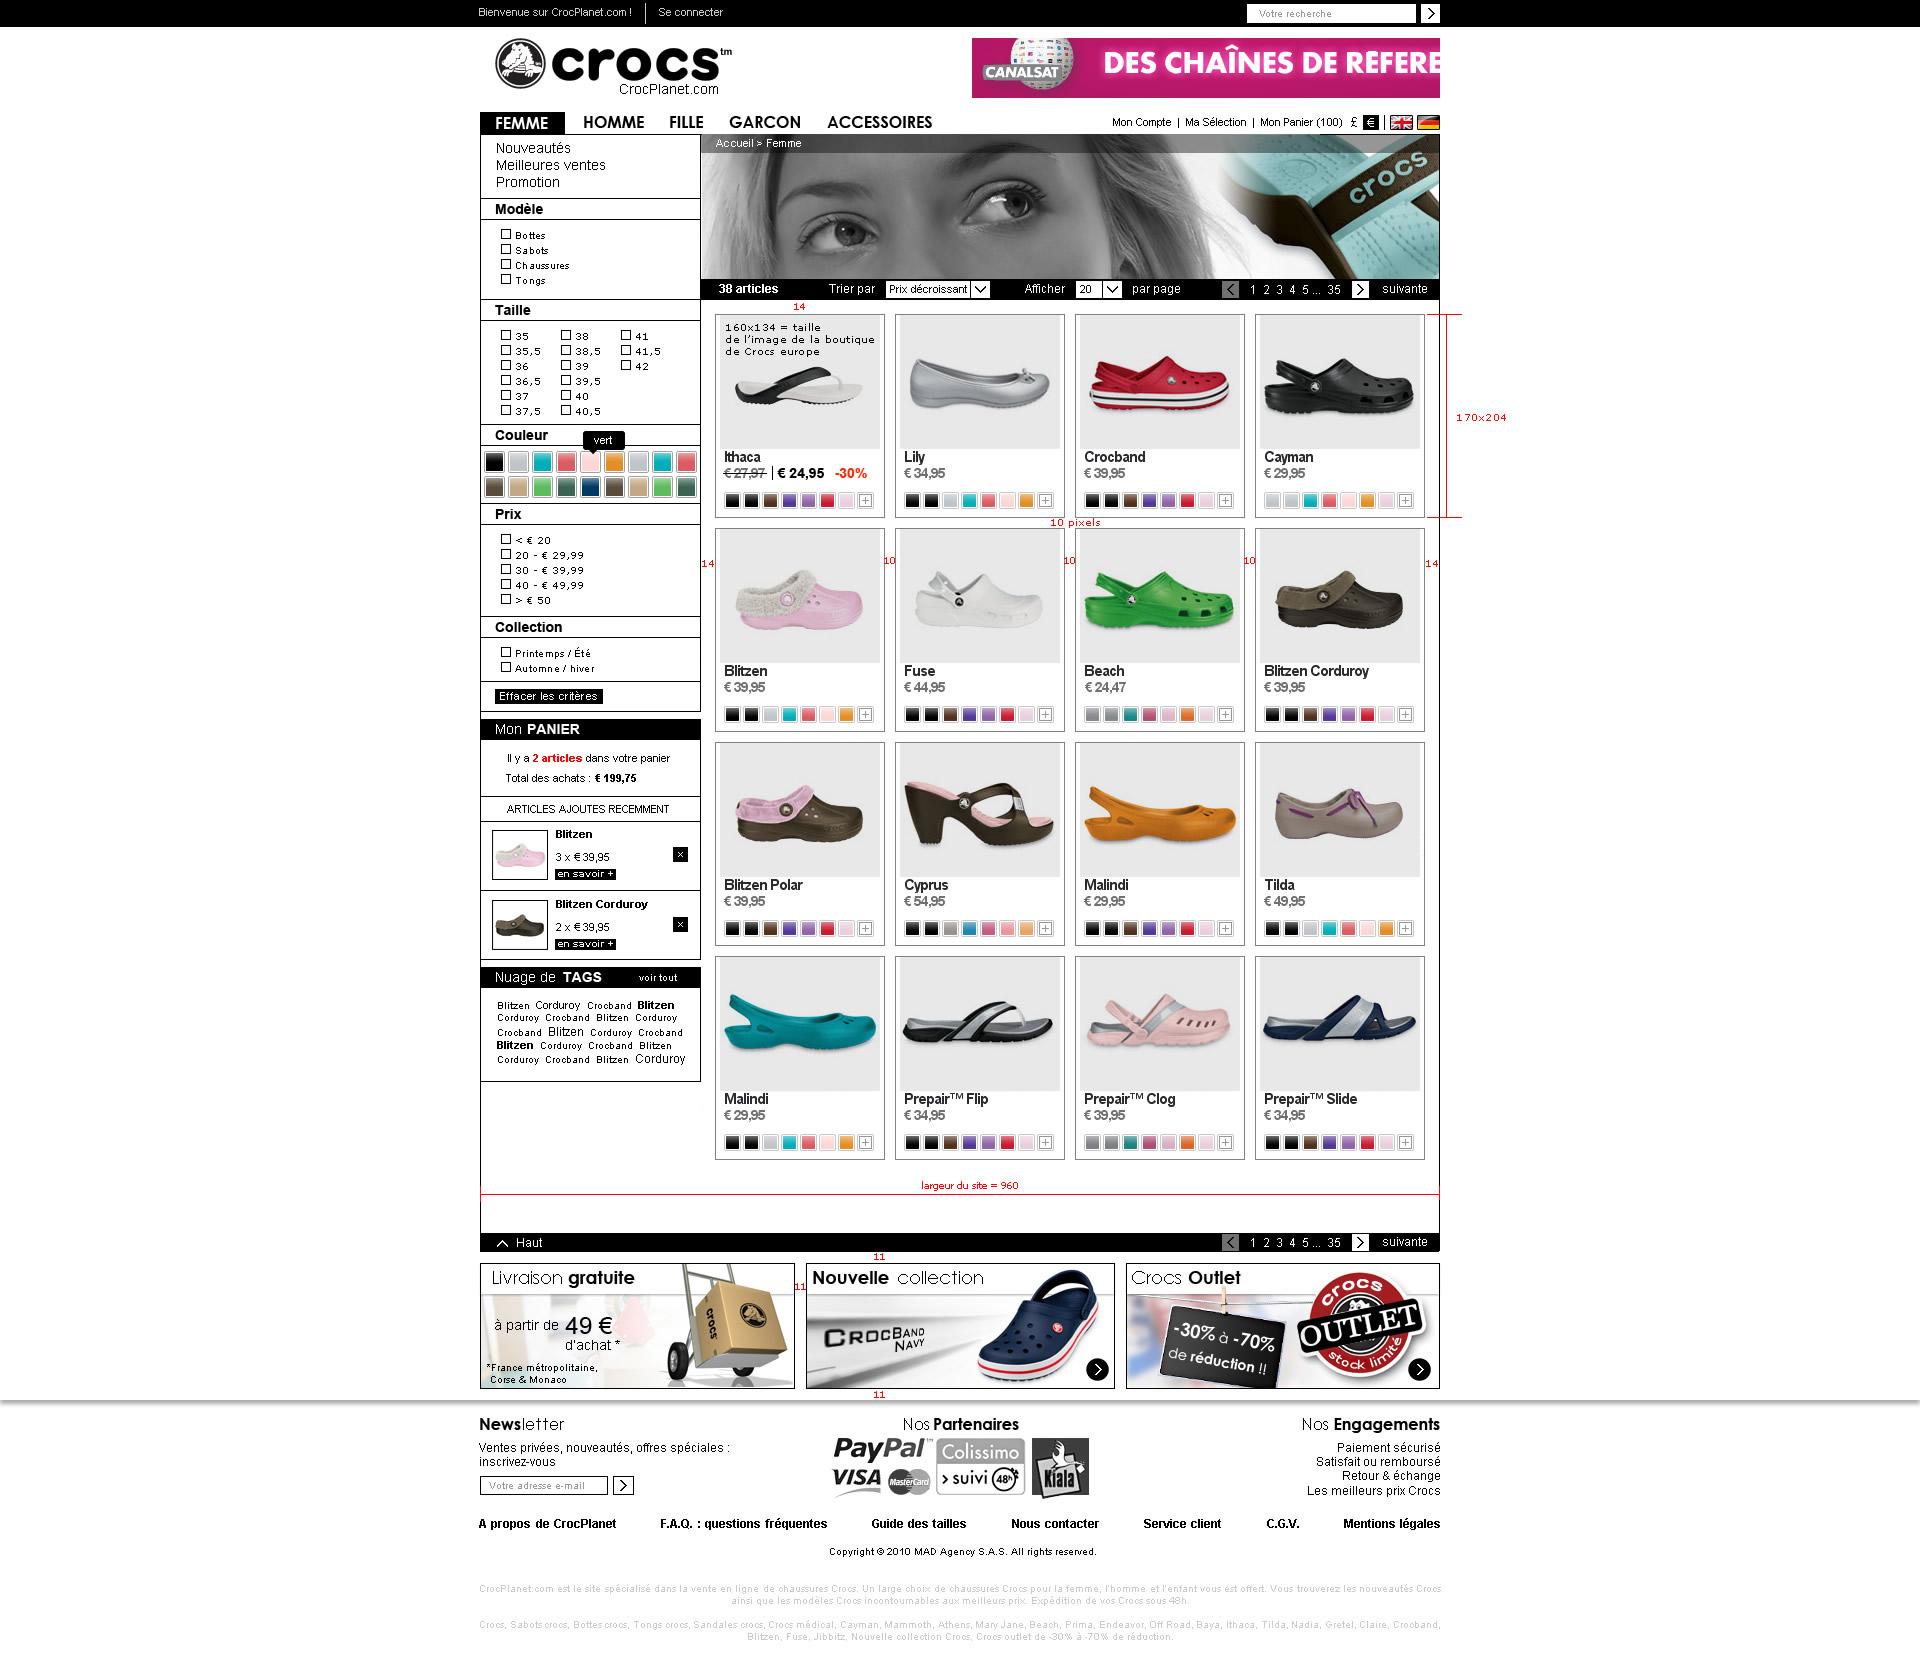 Bienvenue sur CrocPlanet.com !
Se connecter
Votre recherche
crocs™
CrocPlanet.com
CANALSAT
DES CHAÎNES DE RÉFÉRE
FEMME HOMME FILLE GARCON ACCESSOIRES
Mon Compte | Ma Sélection | Mon Panier (100) £ €
Nouveautés
Meilleures ventes
Promotion
Modèle
Bottes
Sabots
Chaussures
Tongs
Taille
35 38 41
35,5 38,5 41,5
36 39 42
36,5 39,5
37 40
37,5 40,5
Couleur
vert
Prix
< € 20
20 - € 29,99
30 - € 39,99
40 - € 49,99
> € 50
Collection
Printemps / Été
Automne / hiver
Effacer les critères
Mon PANIER
Il y a 2 articles dans votre panier
Total des achats : € 199,75
ARTICLES AJOUTES RECEMMENT
Blitzen
3 x € 39,95
en savoir +
Blitzen Corduroy
2 x € 39,95
en savoir +
Nuage de TAGS voir tout
Blitzen Corduroy Crocband Blitzen
Corduroy Crocband Blitzen Corduroy
Crocband Blitzen Corduroy Crocband
Blitzen Corduroy Crocband Blitzen
Corduroy Crocband Blitzen Corduroy
Accueil > Femme
crocs
38 articles Trier par Prix décroissant Afficher 20 par page 1 2 3 4 5 ... 35 suivante
14
160x134 = taille
de l'image de la boutique
de Crocs europe
170x204
Ithaca Lily Crocband Cayman
€ 27,97 | € 24,95 -30% € 34,95 € 39,95 € 29,95
10 pixels
14 10 10 10 14
Blitzen Fuse Beach Blitzen Corduroy
€ 39,95 € 44,95 € 24,47 € 39,95
Blitzen Polar Cyprus Malindi Tilda
€ 39,95 € 54,95 € 29,95 € 49,95
Malindi Prepair™ Flip Prepair™ Clog Prepair™ Slide
€ 29,95 € 34,95 € 39,95 € 34,95
largeur du site = 960
Haut 1 2 3 4 5 ... 35 suivante
11
Livraison gratuite
à partir de 49 €
d'achat *
*France métropolitaine,
Corse & Monaco
crocs
11
Nouvelle collection
CROCBAND
NAVY
Crocs Outlet
-30% à -70%
de réduction !!
crocs
OUTLET
stock limité
11
Newsletter
Ventes privées, nouveautés, offres spéciales :
inscrivez-vous
Votre adresse e-mail
Nos Partenaires
PayPal™ Colissimo
VISA MasterCard > suivi 48h Kiala
Nos Engagements
Paiement sécurisé
Satisfait ou remboursé
Retour & échange
Les meilleurs prix Crocs
A propos de CrocPlanet F.A.Q. : questions fréquentes Guide des tailles Nous contacter Service client C.G.V. Mentions légales
Copyright © 2010 MAD Agency S.A.S. All rights reserved.
CrocPlanet.com est le site spécialisé dans la vente en ligne de chaussures Crocs. Un large choix de chaussures Crocs pour la femme, l'homme et l'enfant vous est offert. Vous trouverez les nouveautés Crocs
ainsi que les modèles Crocs incontournables aux meilleurs prix. Expédition de vos Crocs sous 48h.
Crocs, Sabots crocs, Bottes crocs, Tongs crocs, Sandales crocs, Crocs médical, Cayman, Mammoth, Athens, Mary Jane, Beach, Prima, Endeavor, Off Road, Baya, Ithaca, Tilda, Nadia, Gretel, Claire, Crocband,
Blitzen, Fuse, Jibbitz, Nouvelle collection Crocs, Crocs outlet de -30% à -70% de réduction.